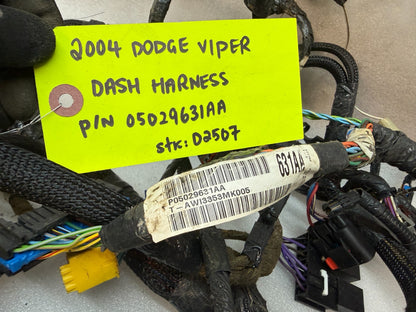 2004 DODGE VIPER
DASH HARNESS
P/N 05029631AA
STK: D2507
631AA
P05029631AA
T-AWI3353MK005